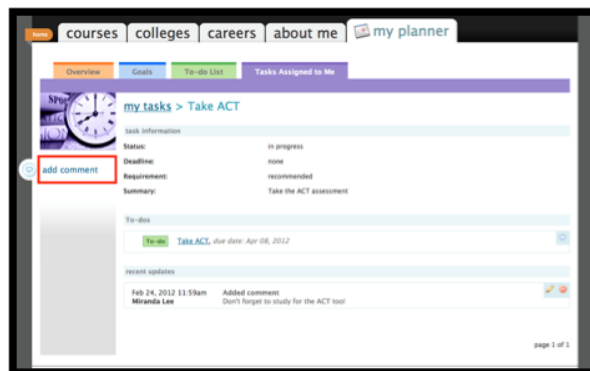 home courses colleges careers about me my planner
Overview Goals To-do List Tasks Assigned to Me
my tasks > Take ACT
add comment
task information
Status: in progress
Deadline: none
Requirement: recommended
Summary: Take the ACT assessment
To-dos
To-do Take ACT, due date: Apr 08, 2012
recent updates
Feb 24, 2012 11:59am Added comment
Miranda Lee Don't forget to study for the ACT too!
page 1 of 1